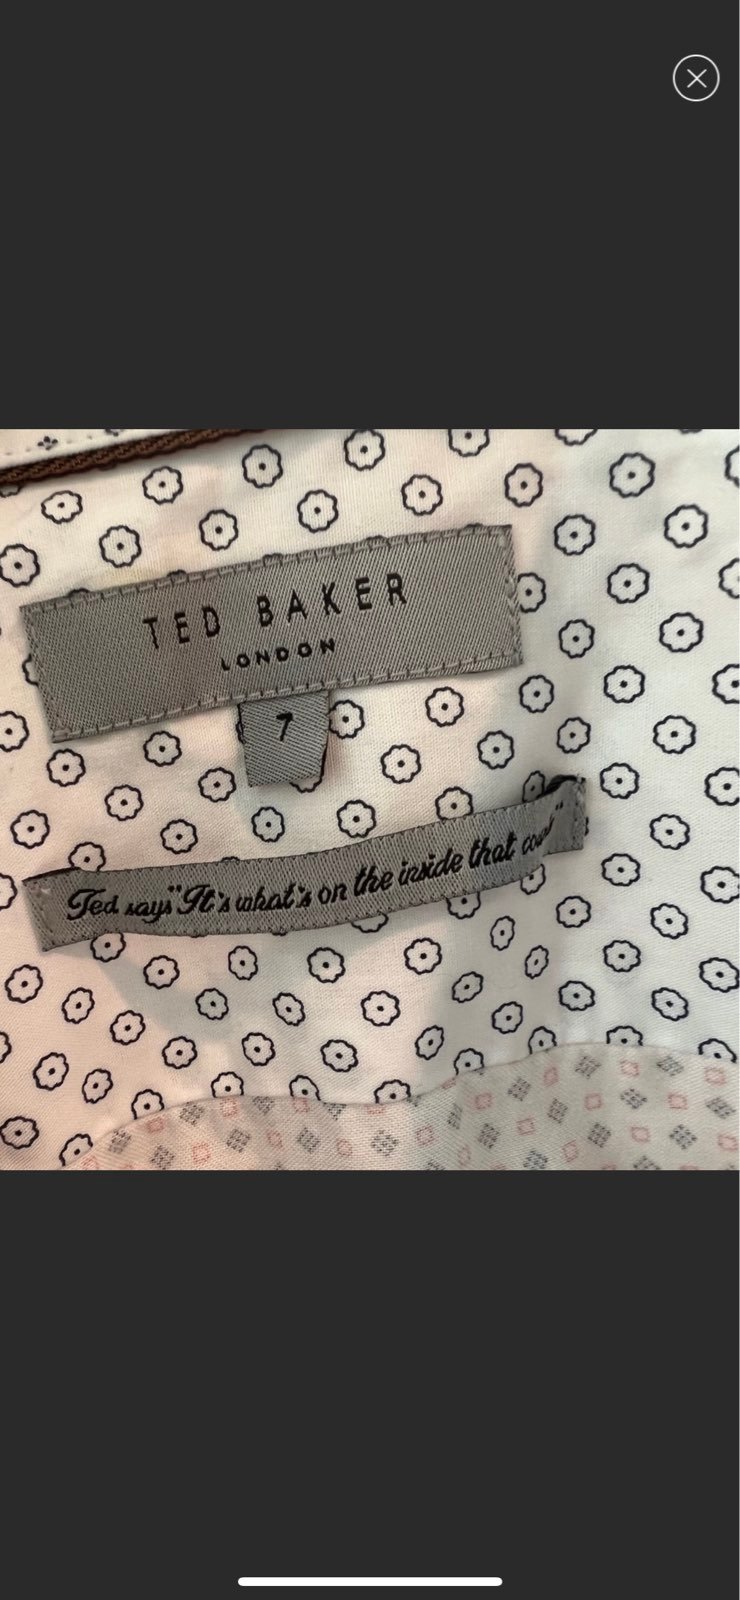 TED BAKER
LONDON
7
Ted says "It's what's on the inside that"